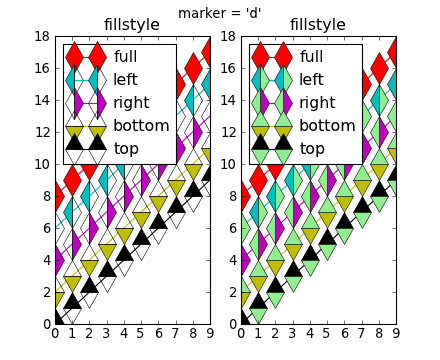 marker = 'd'
fillstyle
fillstyle
18
16
14
12
10
8
6
4
2
0
full
left
right
bottom
top
0 1 2 3 4 5 6 7 8 9
18
16
14
12
10
8
6
4
2
0
full
left
right
bottom
top
0 1 2 3 4 5 6 7 8 9